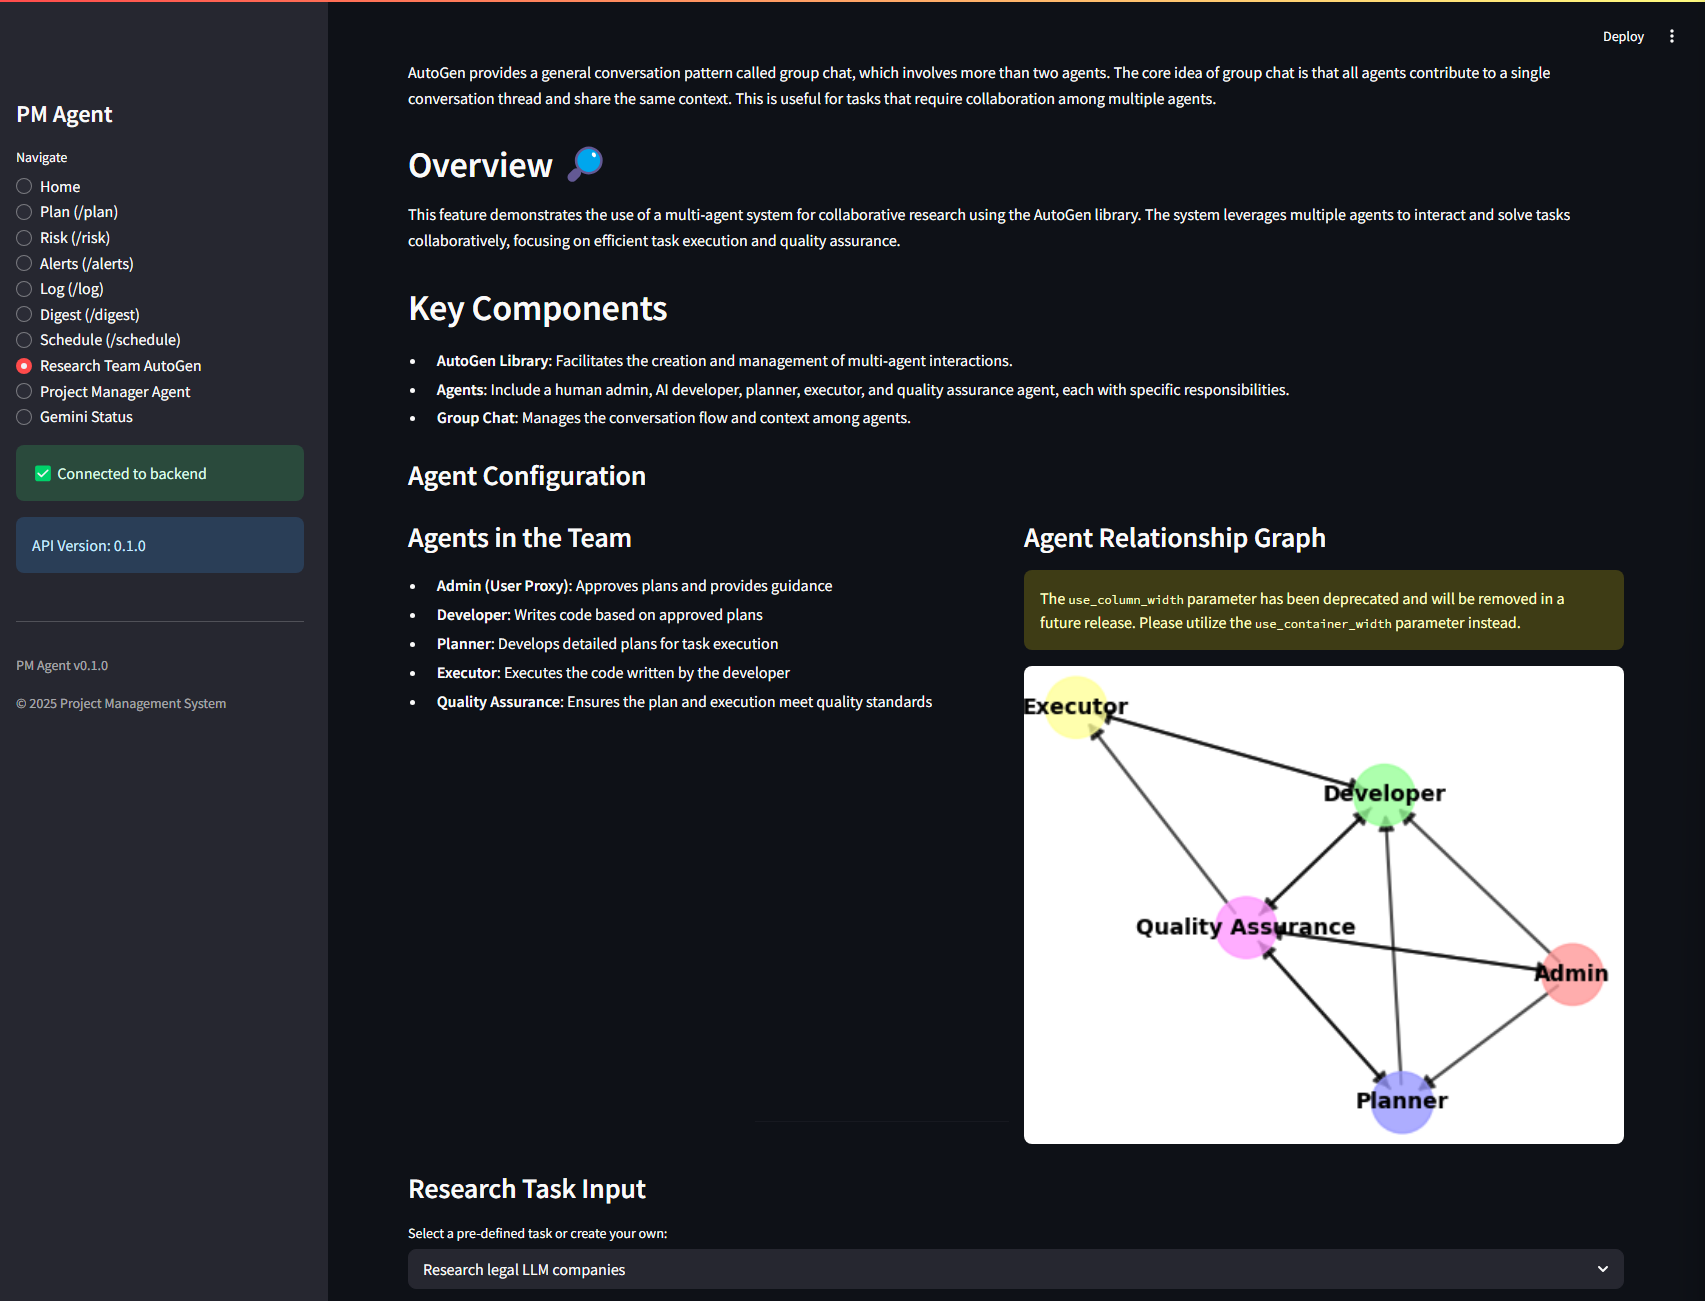 Deploy
PM Agent
Navigate
Home
Plan (/plan)
Risk (/risk)
Alerts (/alerts)
Log (/log)
Digest (/digest)
Schedule (/schedule)
Research Team AutoGen
Project Manager Agent
Gemini Status
Connected to backend
API Version: 0.1.0
PM Agent v0.1.0
© 2025 Project Management System
AutoGen provides a general conversation pattern called group chat, which involves more than two agents. The core idea of group chat is that all agents contribute to a single
conversation thread and share the same context. This is useful for tasks that require collaboration among multiple agents.
Overview
This feature demonstrates the use of a multi-agent system for collaborative research using the AutoGen library. The system leverages multiple agents to interact and solve tasks
collaboratively, focusing on efficient task execution and quality assurance.
Key Components
• AutoGen Library: Facilitates the creation and management of multi-agent interactions.
• Agents: Include a human admin, AI developer, planner, executor, and quality assurance agent, each with specific responsibilities.
• Group Chat: Manages the conversation flow and context among agents.
Agent Configuration
Agents in the Team
• Admin (User Proxy): Approves plans and provides guidance
• Developer: Writes code based on approved plans
• Planner: Develops detailed plans for task execution
• Executor: Executes the code written by the developer
• Quality Assurance: Ensures the plan and execution meet quality standards
Agent Relationship Graph
The use_column_width parameter has been deprecated and will be removed in a
future release. Please utilize the use_container_width parameter instead.
Executor
Developer
Quality Assurance
Admin
Planner
Research Task Input
Select a pre-defined task or create your own:
Research legal LLM companies